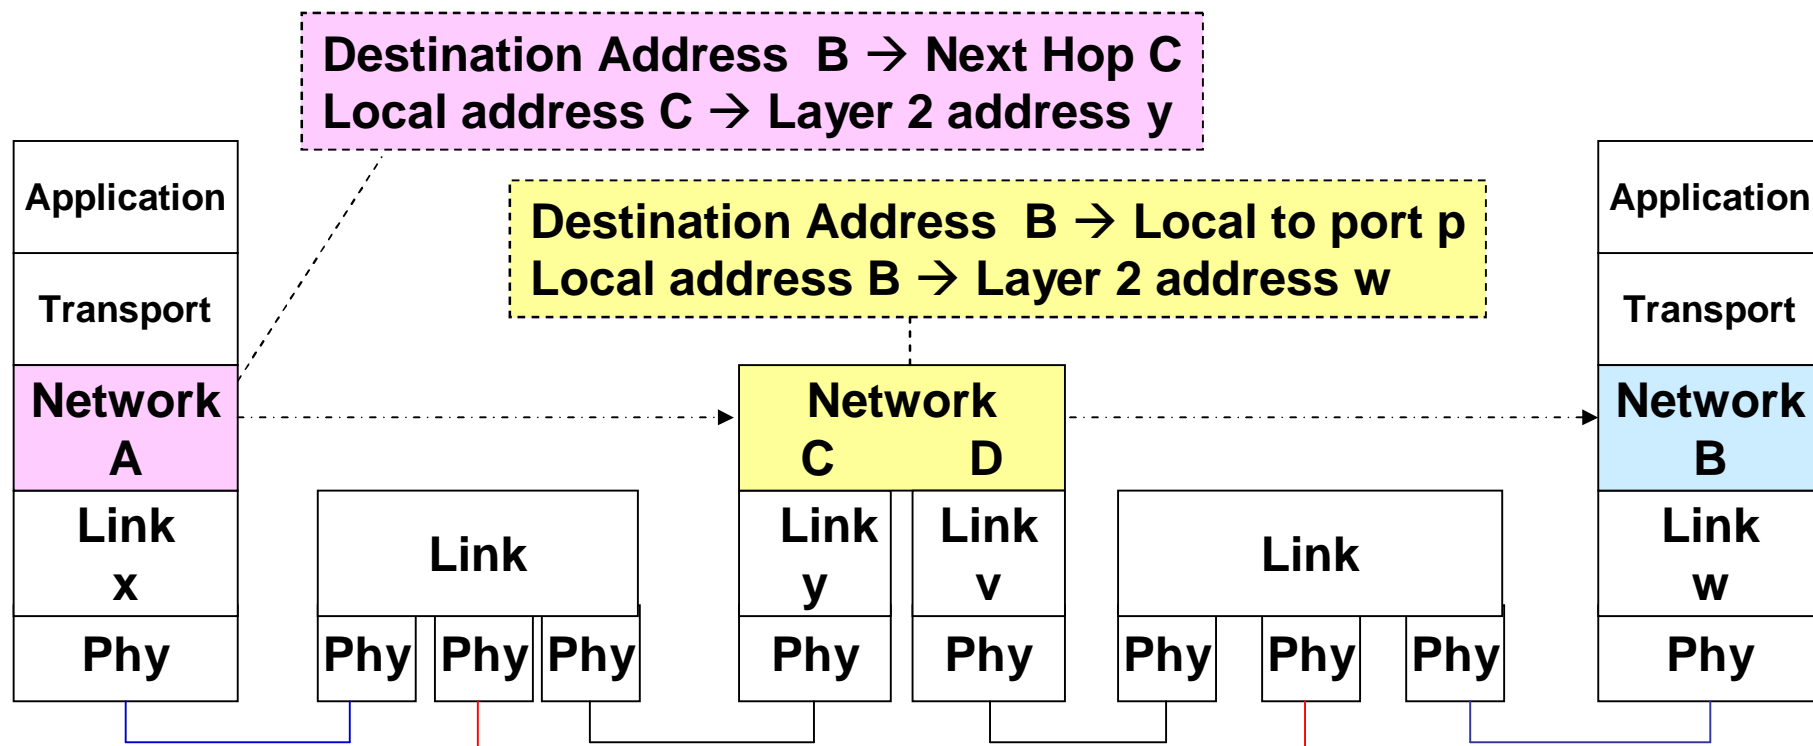 Destination Address B → Next Hop C
Local address C → Layer 2 address y
Destination Address B → Local to port p
Local address B → Layer 2 address w
Application
Transport
Network
A
Link
x
Phy
Link
Phy Phy Phy
Network
C D
Link
y
Phy
Link
v
Phy
Link
Phy Phy Phy
Application
Transport
Network
B
Link
w
Phy